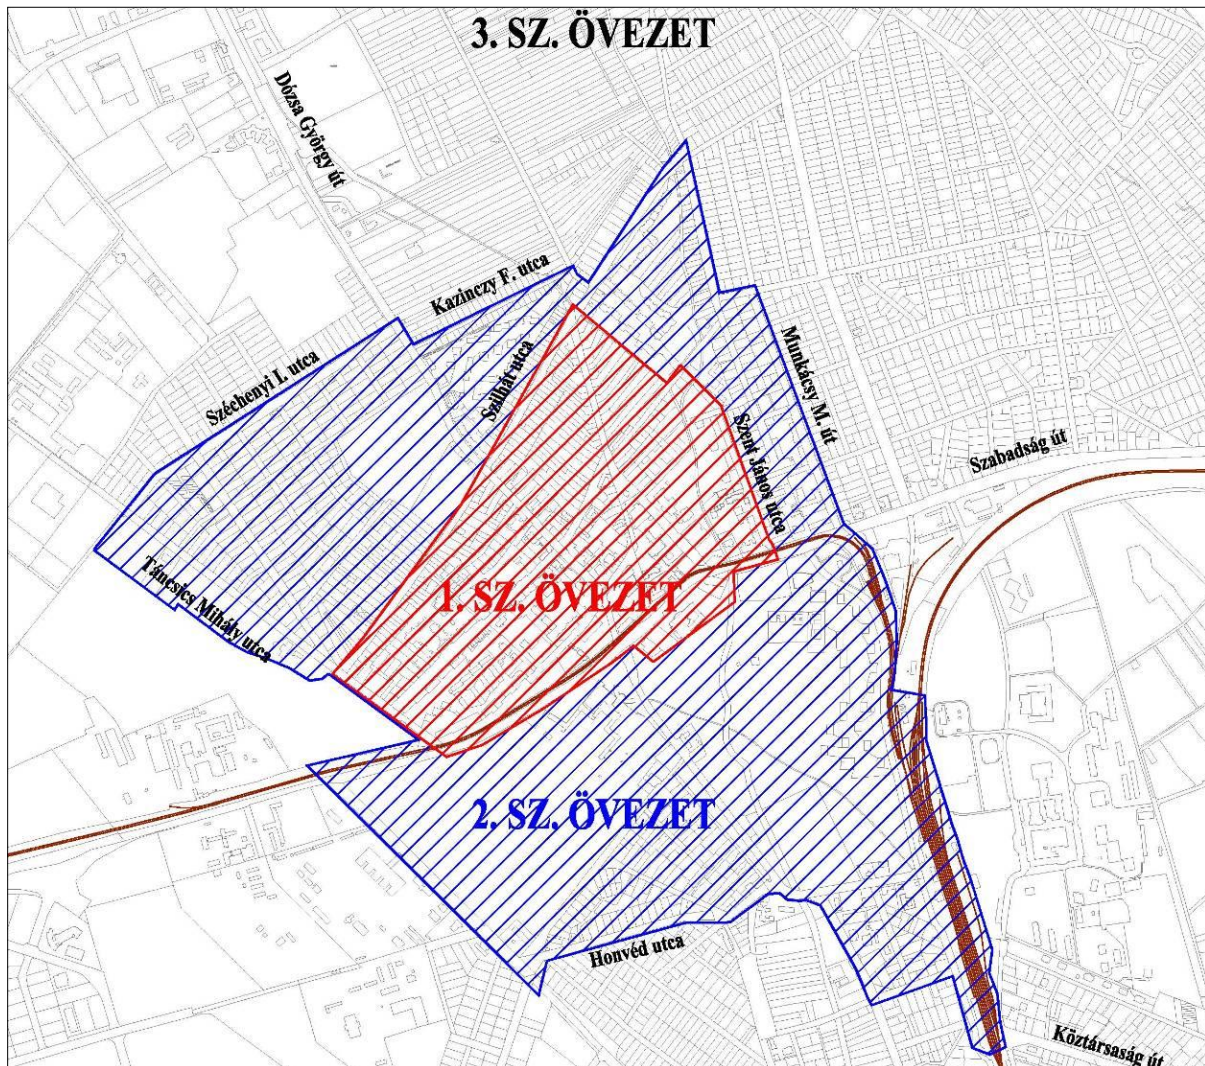 3. SZ. ÖVEZET
Dózsa György út
Kazinczy F. utca
Széchenyi I. utca
Szilhát utca
Munkácsy M. út
Szent János utca
Szabadság út
Táncsics Mihály utca
1. SZ. ÖVEZET
2. SZ. ÖVEZET
Honvéd utca
Köztársaság út